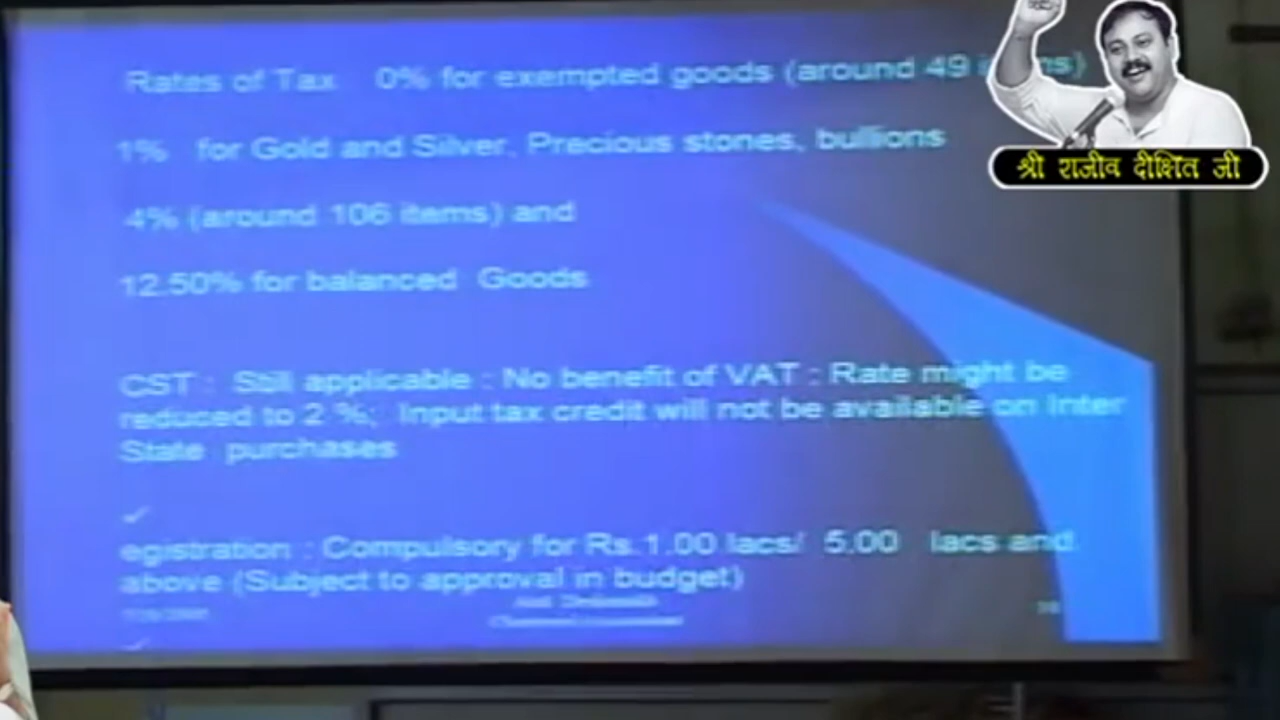 Rates of Tax 0% for exempted goods (around 49
1% for Gold and Silver, Precious stones, bullions
4% (around 106 items) and
12.50% for balanced Goods
CST : Still applicable : No benefit of VAT : Rate might be
reduced to 2 %; Input tax credit will not be available on Inter
State purchases
egistration : Compulsory for Rs.1.00 lacs/ 5.00 lacs and
above (Subject to approval in budget)
श्री राजीव दीक्षित जी